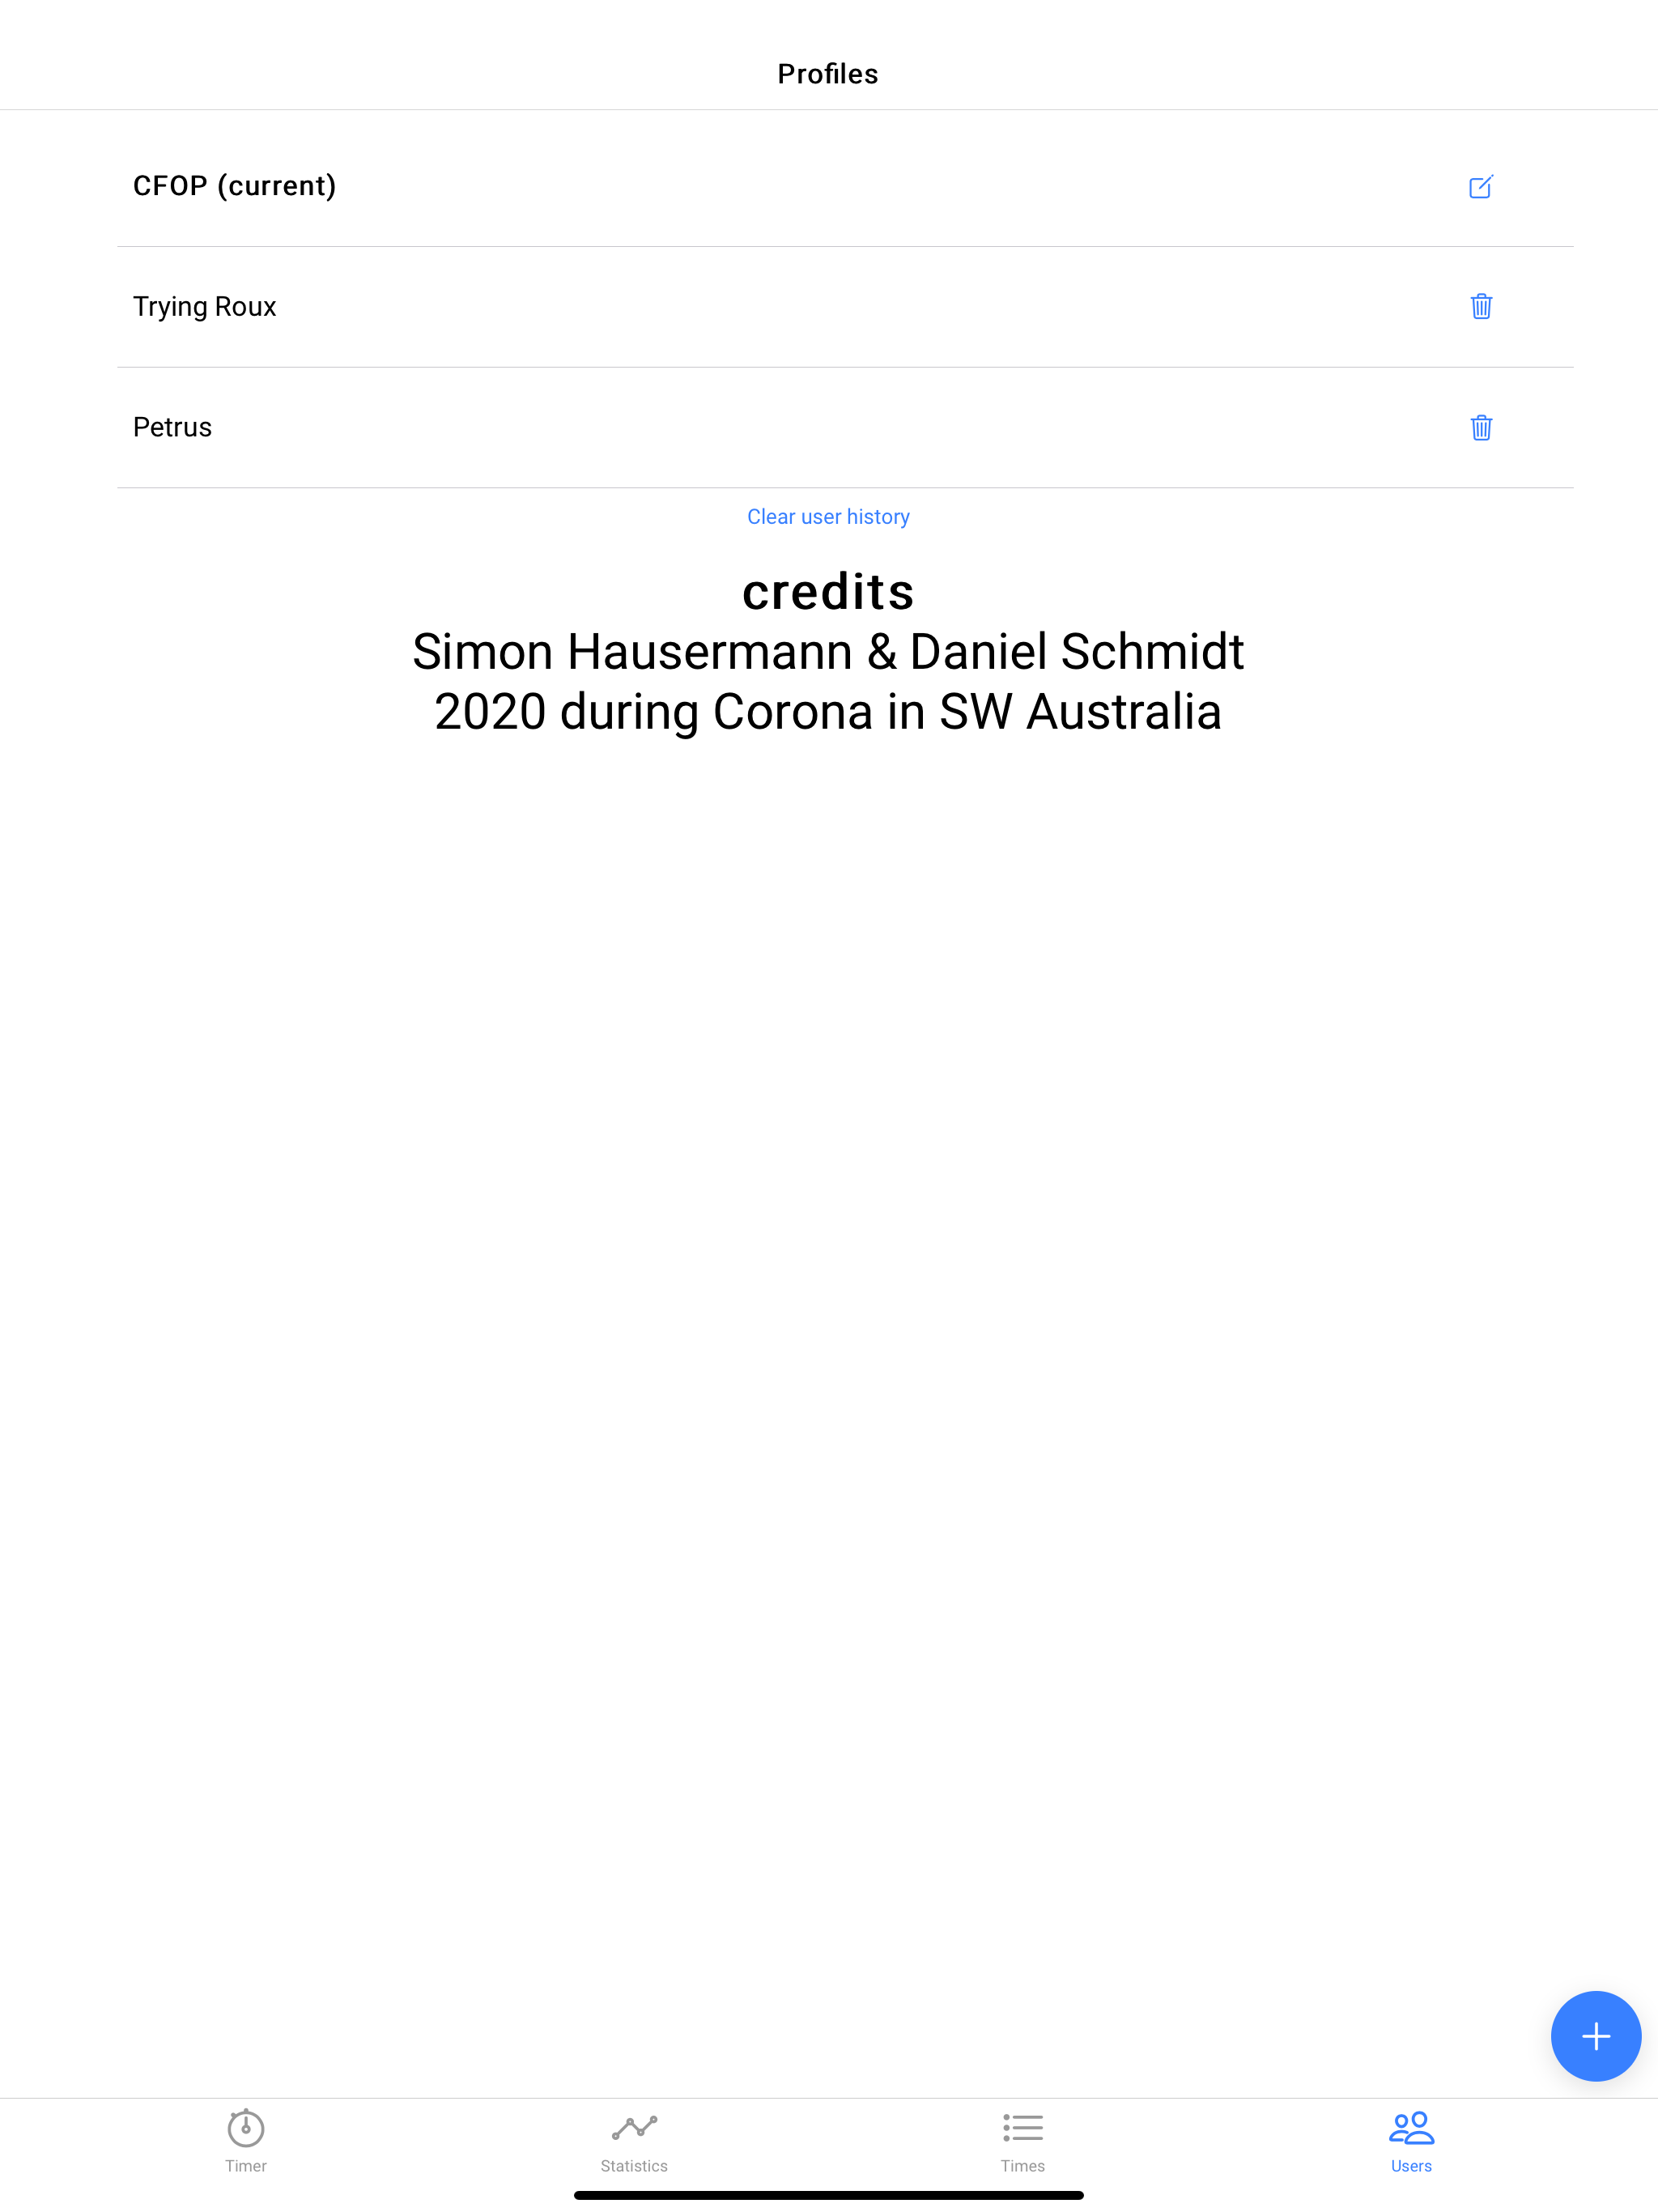 Profiles
CFOP (current)
Trying Roux
Petrus
Clear user history
credits
Simon Hausermann & Daniel Schmidt
2020 during Corona in SW Australia
Timer
Statistics
Times
Users